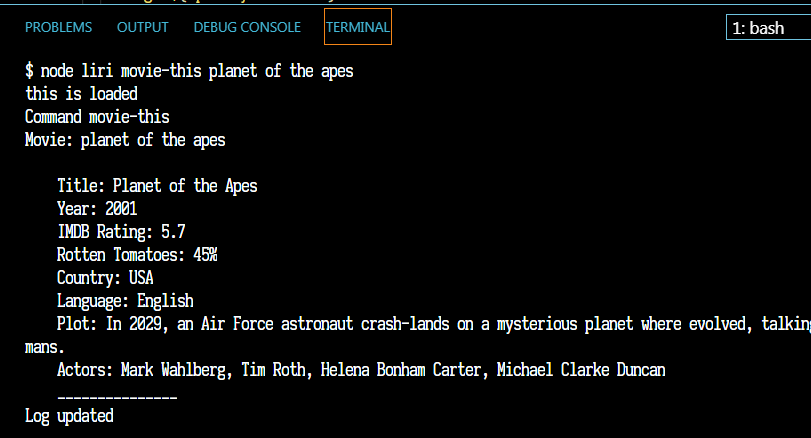 PROBLEMS OUTPUT DEBUG CONSOLE TERMINAL 1: bash
$ node liri movie-this planet of the apes
this is loaded
Command movie-this
Movie: planet of the apes
Title: Planet of the Apes
Year: 2001
IMDB Rating: 5.7
Rotten Tomatoes: 45%
Country: USA
Language: English
Plot: In 2029, an Air Force astronaut crash-lands on a mysterious planet where evolved, talking
mans.
Actors: Mark Wahlberg, Tim Roth, Helena Bonham Carter, Michael Clarke Duncan
_______________
Log updated